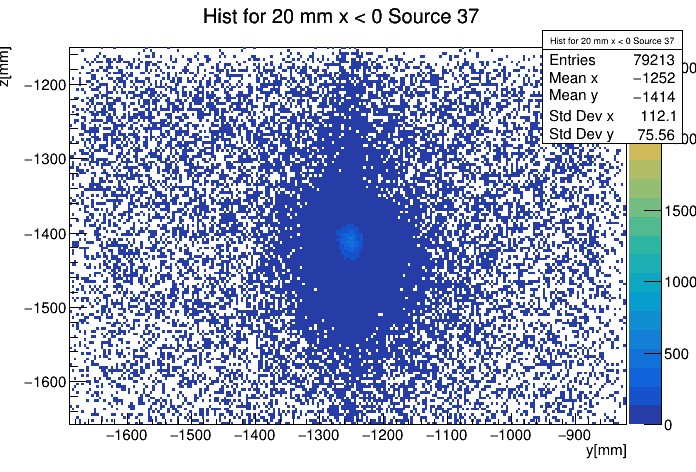 Hist for 20 mm x < 0 Source 37
z[mm]
Hist for 20 mm x < 0 Source 37
Entries 79213
Mean x −1252
Mean y −1414
Std Dev x 112.1
Std Dev y 75.56
−1200
−1300
−1400
−1500
−1600
1500
1000
500
0
−1600 −1500 −1400 −1300 −1200 −1100 −1000 −900
y[mm]